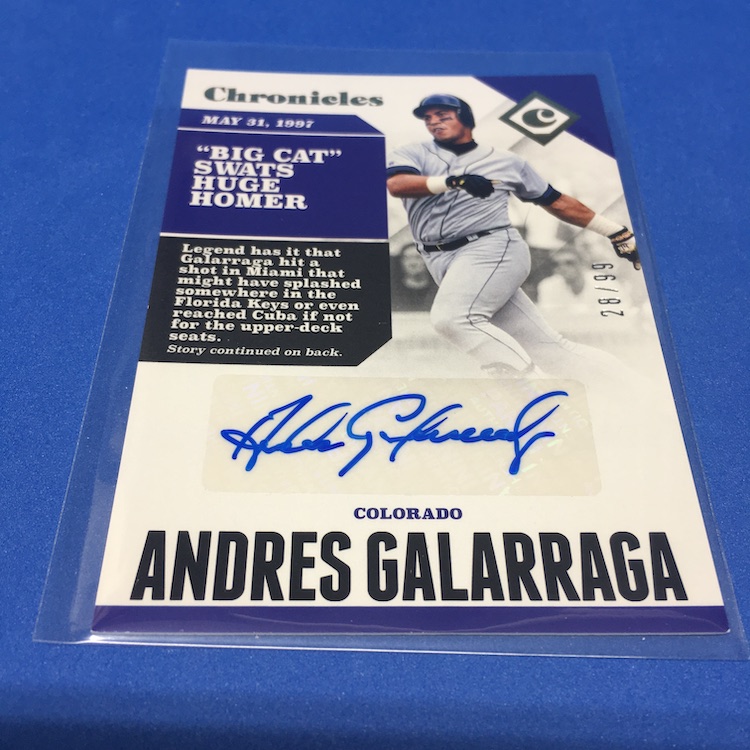 Chronicles
MAY 31, 1997
"BIG CAT"
SWATS
HUGE
HOMER
Legend has it that
Galarraga hit a
shot in Miami that
might have splashed
somewhere in the
Florida Keys or even
reached Cuba if not
for the upper-deck
seats.
Story continued on back.
C
28/99
COLORADO
ANDRES GALARRAGA